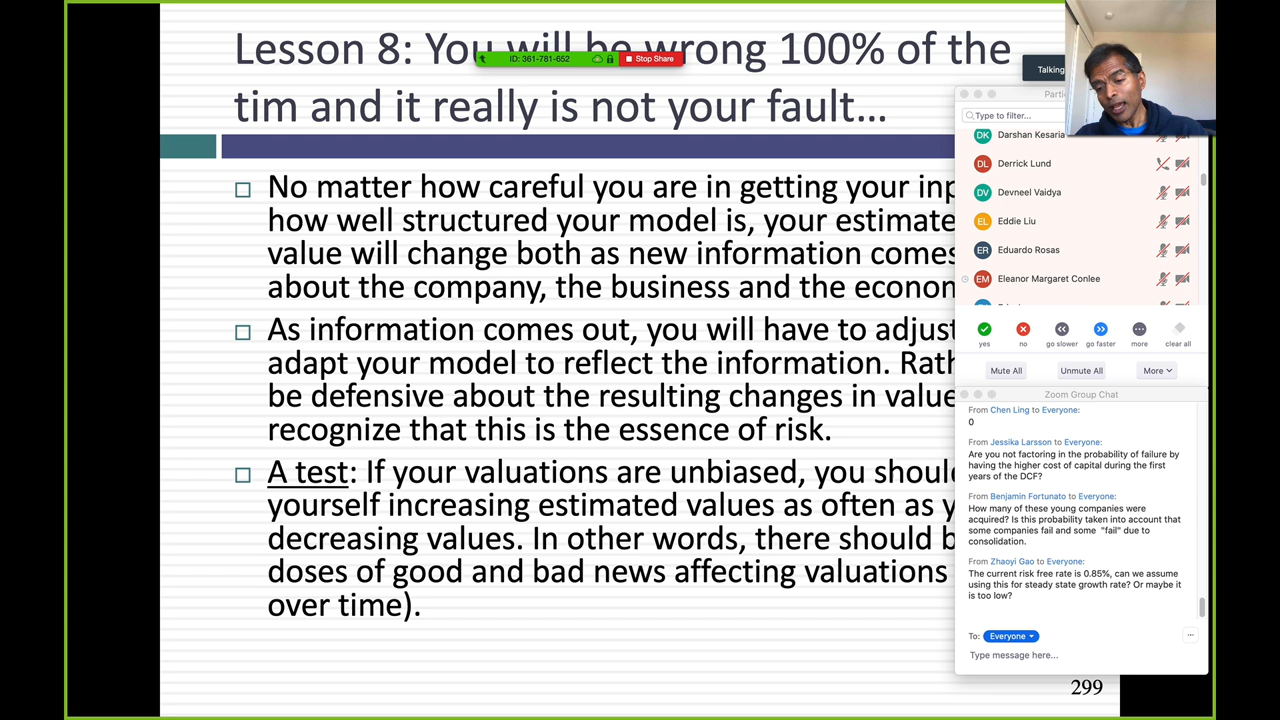 Lesson 8: You will be wrong 100% of the
tim and it really is not your fault…
ID: 361-781-652
Stop Share
Talking
No matter how careful you are in getting your
how well structured your model is, your estimate
value will change both as new information comes
about the company, the business and the
As information comes out, you will have to adjust
adapt your model to reflect the information.
be defensive about the resulting changes in value
recognize that this is the essence of risk.
A test: If your valuations are unbiased, you
yourself increasing estimated values as often as
decreasing values. In other words, there should
doses of good and bad news affecting valuations
over time).
299
Type to filter...
DK Darshan Kesaria
DL Derrick Lund
DV Devneel Vaidya
EL Eddie Liu
ER Eduardo Rosas
EM Eleanor Margaret Conlee
yes no go slower go faster more clear all
Mute All Unmute All More
Zoom Group Chat
From Chen Ling to Everyone:
0
From Jessika Larsson to Everyone:
Are you not factoring in the probability of failure by
having the higher cost of capital during the first
years of the DCF?
From Benjamin Fortunato to Everyone:
How many of these young companies were
acquired? Is this probability taken into account that
some companies fail and some "fail" due to
consolidation.
From Zhaoyi Gao to Everyone:
The current risk free rate is 0.85%, can we assume
using this for steady state growth rate? Or maybe it
is too low?
To: Everyone
Type message here...